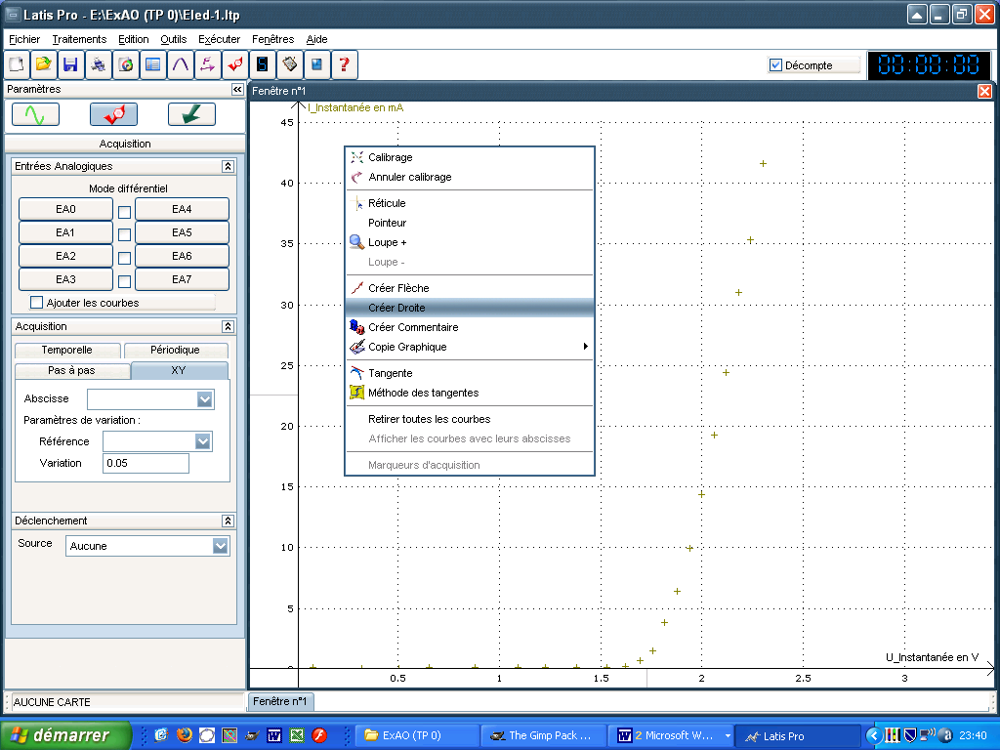 Latis Pro - E:\ExAO (TP 0)\Eled-1.ltp
Fichier Traitements Edition Outils Exécuter Fenêtres Aide
Décompte
00:00:00
Paramètres
Acquisition
Entrées Analogiques
Mode différentiel
EA0 EA4
EA1 EA5
EA2 EA6
EA3 EA7
Ajouter les courbes
Acquisition
Temporelle Périodique
Pas à pas XY
Abscisse
Paramètres de variation :
Référence
Variation 0.05
Déclenchement
Source Aucune
AUCUNE CARTE
Fenêtre n°1
I_Instantanée en mA
45
40
35
30
25
20
15
10
5
0.5 1 1.5 2 2.5 3
U_Instantanée en V
Calibrage
Annuler calibrage
Réticule
Pointeur
Loupe +
Loupe -
Créer Flèche
Créer Droite
Créer Commentaire
Copie Graphique
Tangente
Méthode des tangentes
Retirer toutes les courbes
Afficher les courbes avec leurs abscisses
Marqueurs d'acquisition
Fenêtre n°1
démarrer ExAO (TP 0) The Gimp Pack ... 2 Microsoft W... Latis Pro 23:40